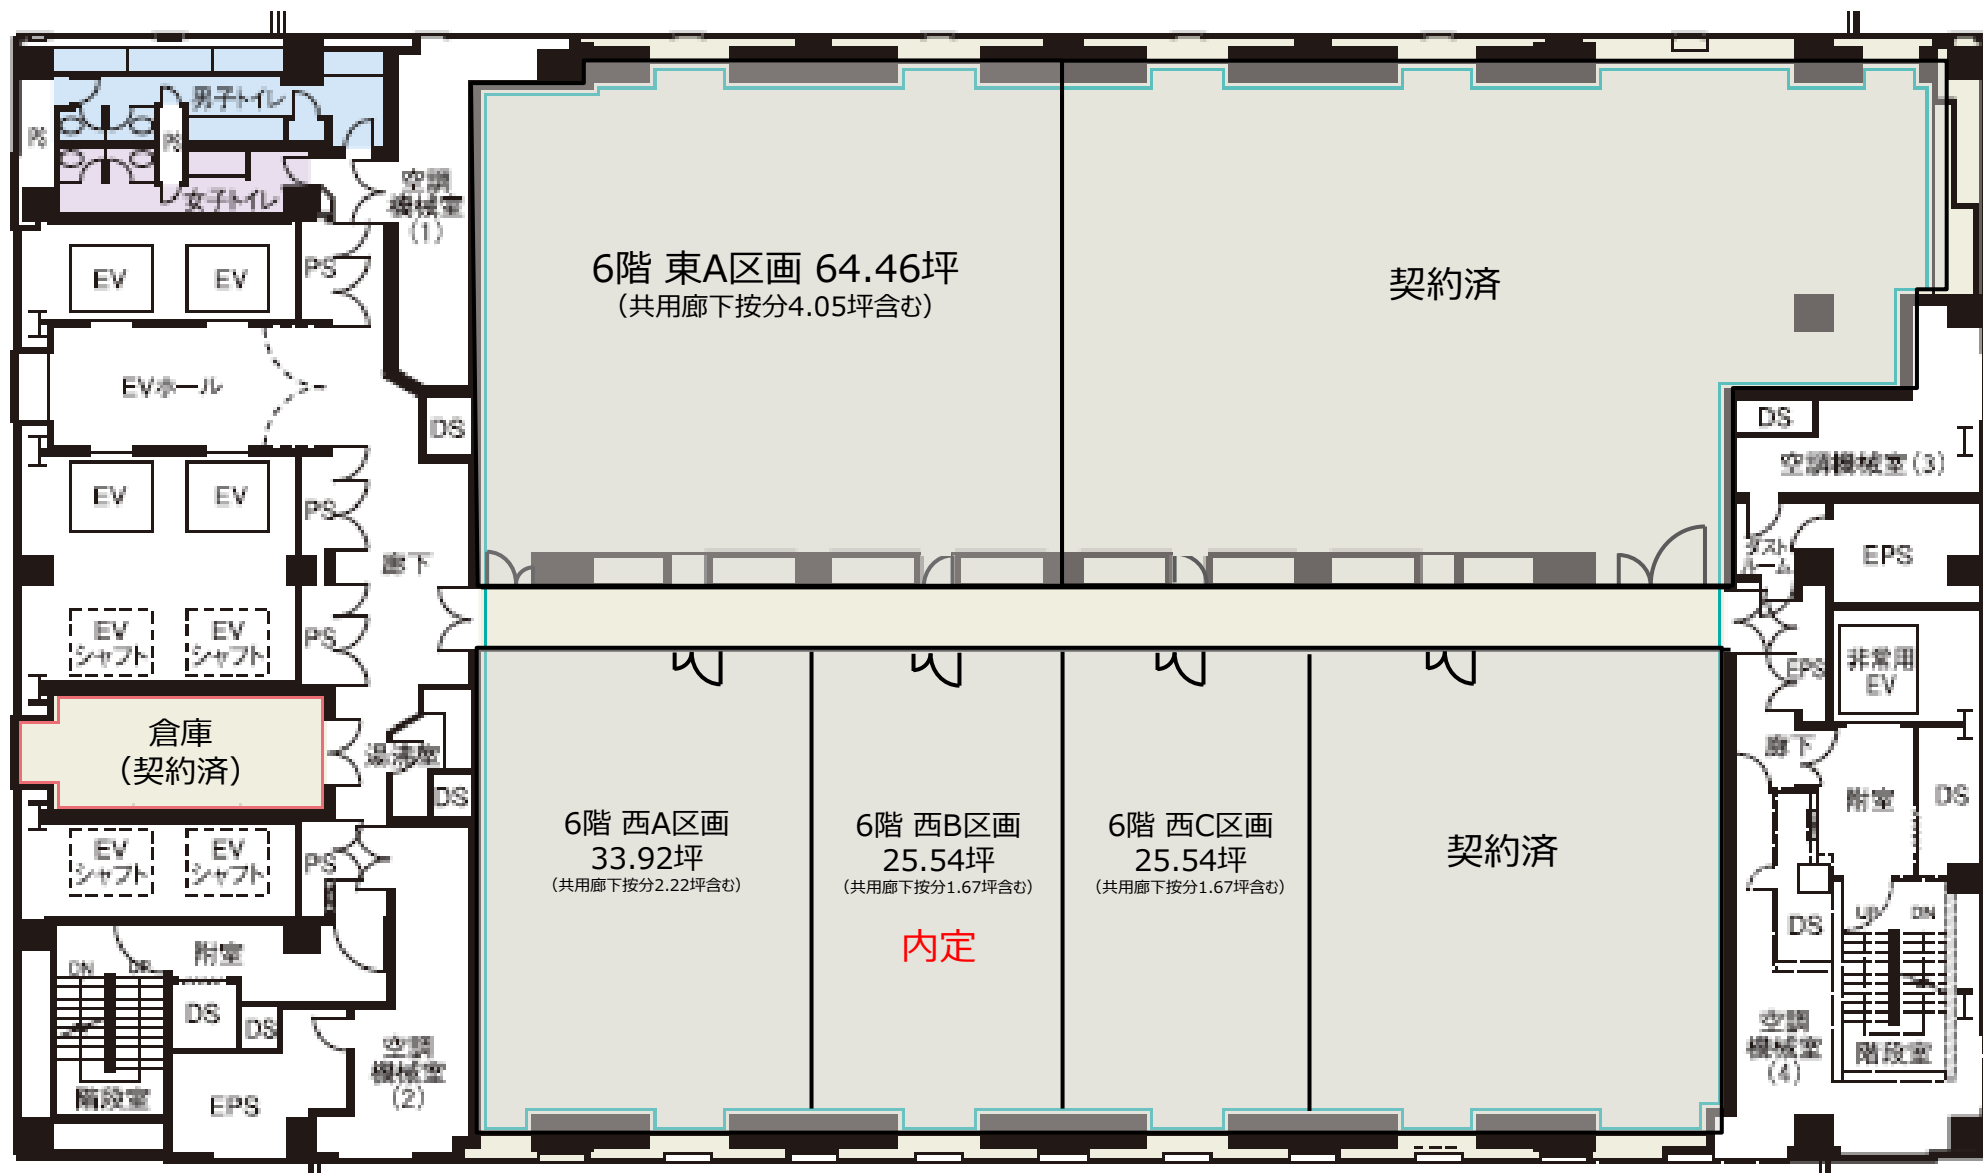 男子トイレ
PS
PS
女子トイレ
空調
機械室
(1)
EV
EV
PS
6階 東A区画 64.46坪
（共用廊下按分4.05坪含む）
契約済
EVホール
DS
DS
空調機械室(3)
EV
EV
PS
廊下
ダスト
ルーム
EPS
EV
シャフト
EV
シャフト
PS
EPS
非常用
EV
倉庫
（契約済）
湯沸室
DS
廊下
附室
DS
EV
シャフト
EV
シャフト
PS
6階 西A区画
33.92坪
（共用廊下按分2.22坪含む）
6階 西B区画
25.54坪
（共用廊下按分1.67坪含む）
内定
6階 西C区画
25.54坪
（共用廊下按分1.67坪含む）
契約済
UP
DN
DS
附室
DN
UP
DS
DS
空調
機械室
(2)
階段室
EPS
空調
機械室
(4)
階段室